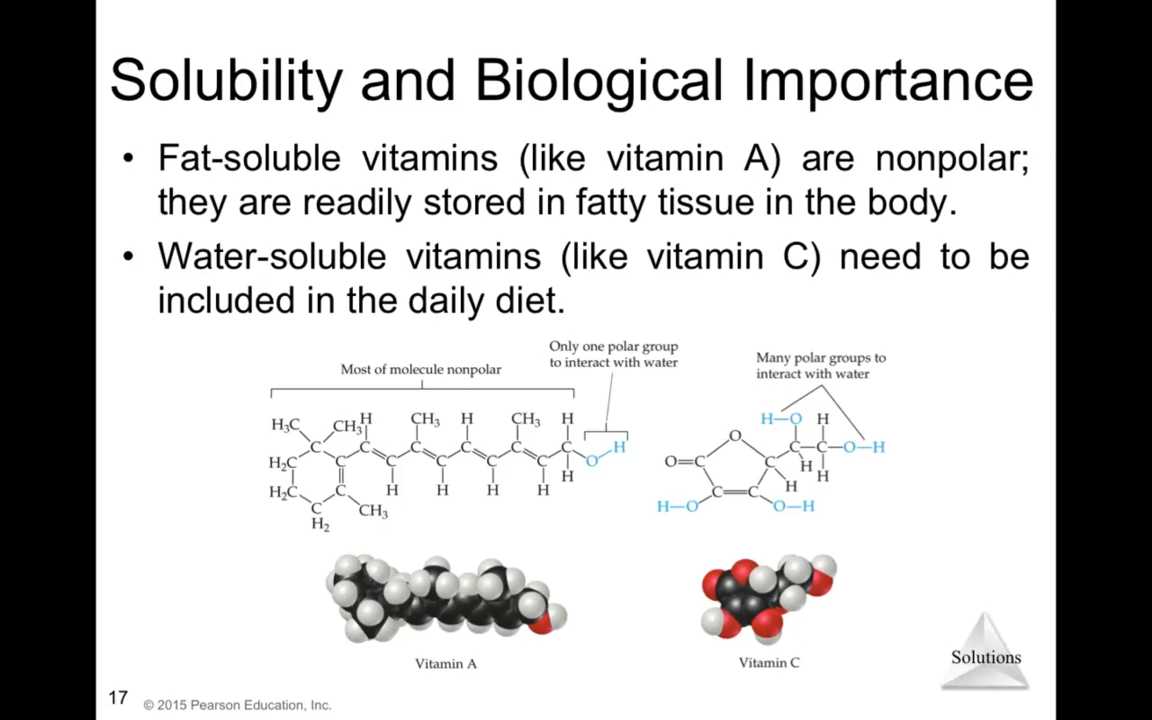 Solubility and Biological Importance
• Fat-soluble vitamins (like vitamin A) are nonpolar;
they are readily stored in fatty tissue in the body.
• Water-soluble vitamins (like vitamin C) need to be
included in the daily diet.
Most of molecule nonpolar
Only one polar group
to interact with water
Many polar groups to
interact with water
H₃C CH₃ H CH₃ H CH₃ H
C C C C C C H
H₂C C C C C C O
H
H₂C C H H H H
C CH₃
H₂
H—O H
O C—C—O—H
O=C C H H
H
C=C
H—O O—H
Vitamin A
Vitamin C
Solutions
17
© 2015 Pearson Education, Inc.